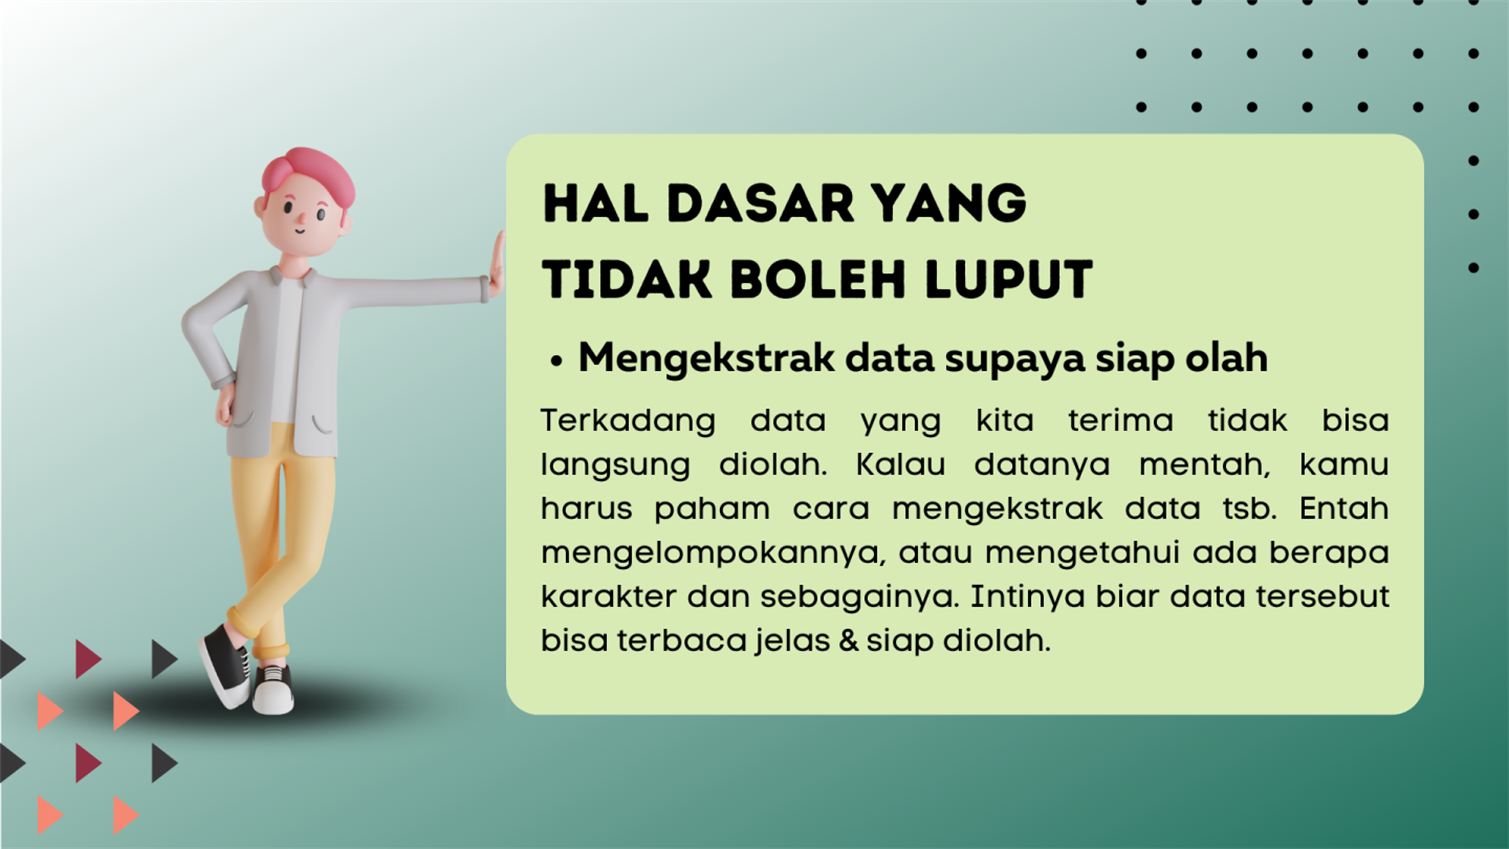 HAL DASAR YANG
TIDAK BOLEH LUPUT
• Mengekstrak data supaya siap olah
Terkadang data yang kita terima tidak bisa
langsung diolah. Kalau datanya mentah, kamu
harus paham cara mengekstrak data tsb. Entah
mengelompokannya, atau mengetahui ada berapa
karakter dan sebagainya. Intinya biar data tersebut
bisa terbaca jelas & siap diolah.